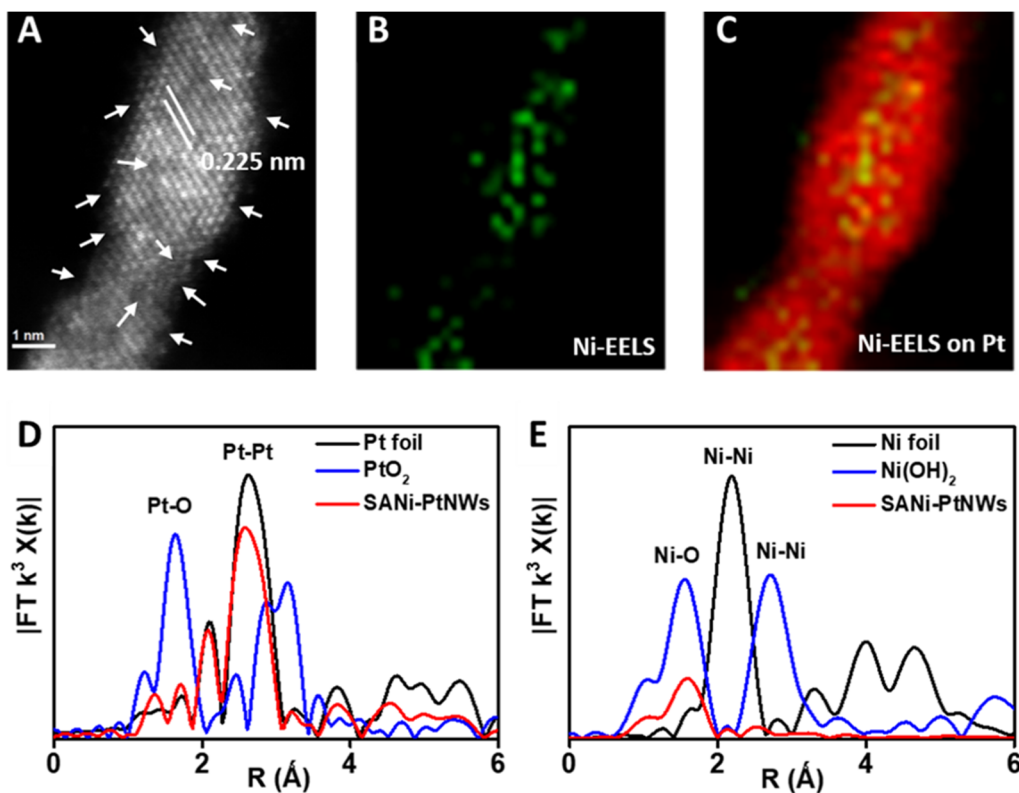 A
0.225 nm
1 nm
B
Ni-EELS
C
Ni-EELS on Pt
D
Pt-O
Pt-Pt
Pt foil
PtO₂
SANi-PtNWs
|FT k³ X(k)|
0 2 4 6
R (Å)
E
Ni-O
Ni-Ni
Ni-Ni
Ni foil
Ni(OH)₂
SANi-PtNWs
|FT k³ X(k)|
0 2 4 6
R (Å)